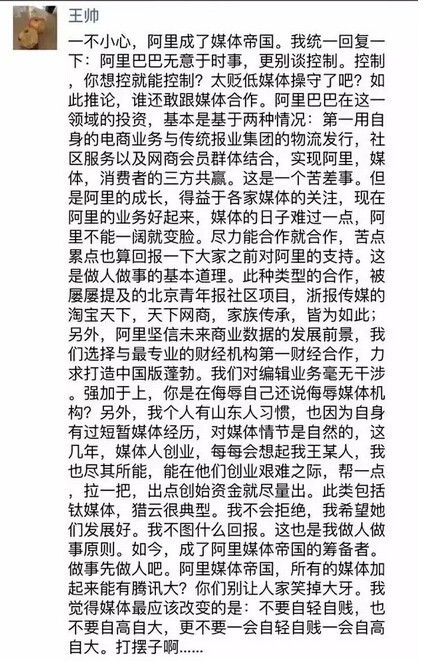 王帅
一不小心，阿里成了媒体帝国。我统一回复一
下：阿里巴巴无意于时事，更别谈控制。控制
，你想控就能控制？太贬低媒体操守了吧？如
此推论，谁还敢跟媒体合作。阿里巴巴在这一
领域的投资，基本是基于两种情况：第一用自
身的电商业务与传统报业集团的物流发行，社
区服务以及网商会员群体结合，实现阿里，媒
体，消费者的三方共赢。这是一个苦差事。但
是阿里的成长，得益于各家媒体的关注，现在
阿里的业务好起来，媒体的日子难过一点，阿
里不能一阔就变脸。尽力能合作就合作，苦点
累点也算回报一下大家之前对阿里的支持。这
是做人做事的基本道理。此种类型的合作，被
屡屡提及的北京青年报社区项目，浙报传媒的
淘宝天下，天下网商，家族传承，皆为如此；
另外，阿里坚信未来商业数据的发展前景，我
们选择与最专业的财经机构第一财经合作，力
求打造中国版蓬勃。我们对编辑业务毫无干涉
。强加于上，你是在侮辱自己还说侮辱媒体机
构？另外，我个人有山东人习惯，也因为自身
有过短暂媒体经历，对媒体情节是自然的，这
几年，媒体人创业，每每会想起我王某人，我
也尽其所能，能在他们创业艰难之际，帮一点
，拉一把，出点创始资金就尽量出。此类包括
钛媒体，猎云很典型。我不会拒绝，我希望她
们发展好。我不图什么回报。这也是我做人做
事原则。如今，成了阿里媒体帝国的筹备者。
做事先做人吧。阿里媒体帝国，所有的媒体加
起来能有腾讯大？你们别让人家笑掉大牙。我
觉得媒体最应该改变的是：不要自轻自贱，也
不要自高自大，更不要一会自轻自贱一会自高
自大。打摆子啊......